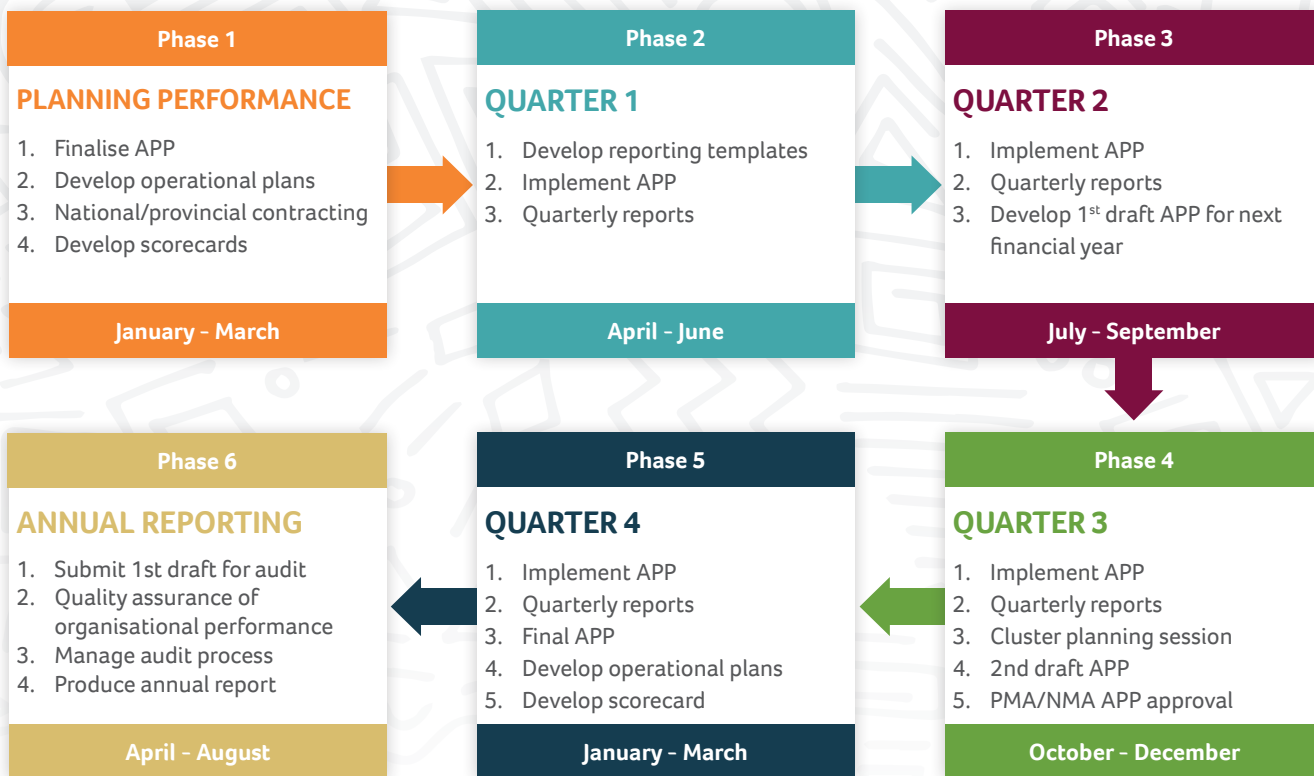 Phase 1
PLANNING PERFORMANCE
1. Finalise APP
2. Develop operational plans
3. National/provincial contracting
4. Develop scorecards
January - March
Phase 2
QUARTER 1
1. Develop reporting templates
2. Implement APP
3. Quarterly reports
April - June
Phase 3
QUARTER 2
1. Implement APP
2. Quarterly reports
3. Develop 1st draft APP for next
financial year
July - September
Phase 4
QUARTER 3
1. Implement APP
2. Quarterly reports
3. Cluster planning session
4. 2nd draft APP
5. PMA/NMA APP approval
October - December
Phase 5
QUARTER 4
1. Implement APP
2. Quarterly reports
3. Final APP
4. Develop operational plans
5. Develop scorecard
January - March
Phase 6
ANNUAL REPORTING
1. Submit 1st draft for audit
2. Quality assurance of
organisational performance
3. Manage audit process
4. Produce annual report
April - August